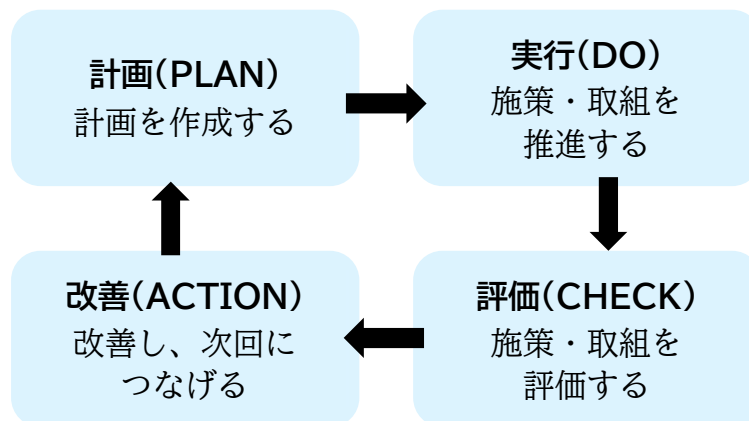 計画(PLAN)
計画を作成する
実行(DO)
施策・取組を
推進する
改善(ACTION)
改善し、次回に
つなげる
評価(CHECK)
施策・取組を
評価する